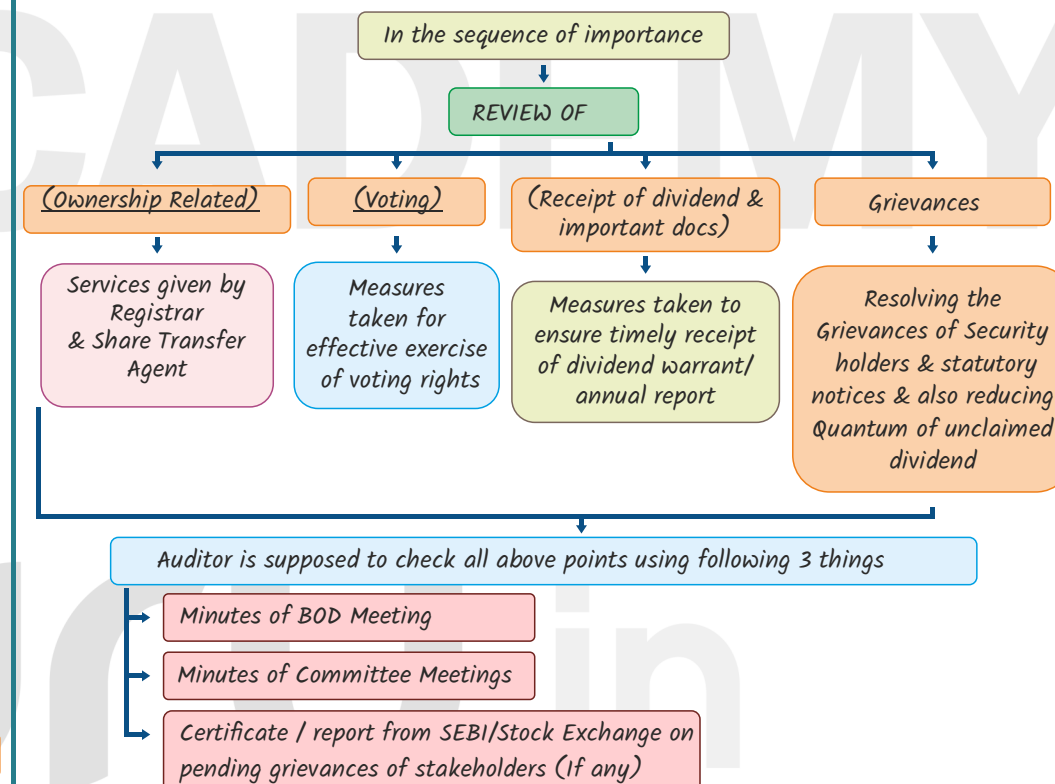 In the sequence of importance
REVIEW OF
(Ownership Related)
(Voting)
(Receipt of dividend &
important docs)
Grievances
Services given by
Registrar
& Share Transfer
Agent
Measures
taken for
effective exercise
of voting rights
Measures taken to
ensure timely receipt
of dividend warrant/
annual report
Resolving the
Grievances of Security
holders & statutory
notices & also reducing
Quantum of unclaimed
dividend
Auditor is supposed to check all above points using following 3 things
Minutes of BOD Meeting
Minutes of Committee Meetings
Certificate / report from SEBI/Stock Exchange on
pending grievances of stakeholders (If any)